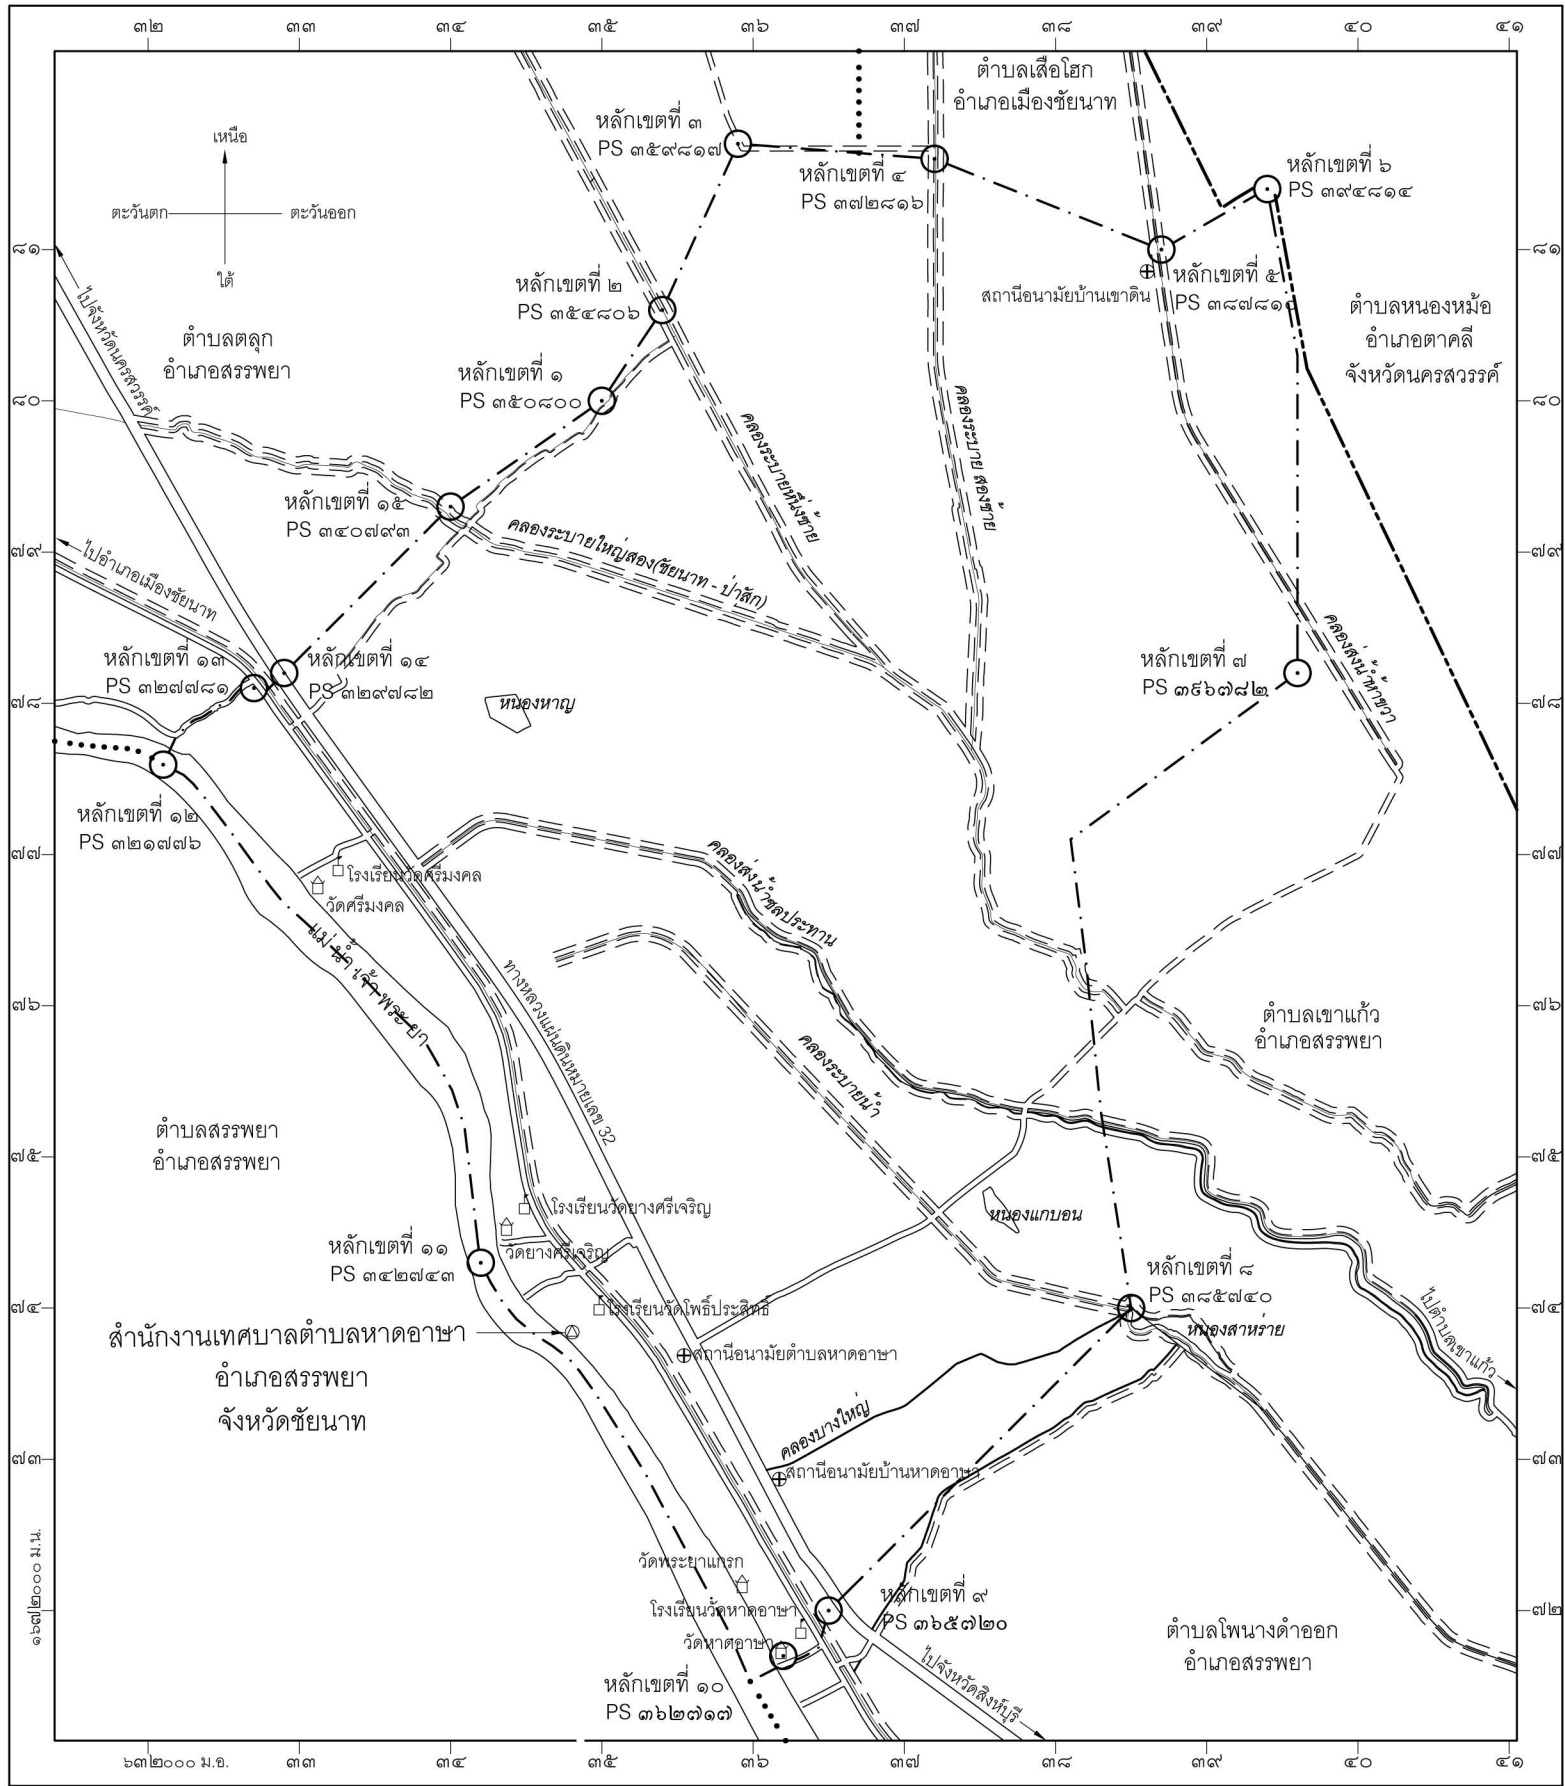 ๓๒ ๓๓ ๓๔ ๓๕ ๓๖ ๓๗ ๓๘ ๓๙ ๔๐ ๔๑
ตำบลเสือโฮก
อำเภอเมืองชัยนาท
เหนือ
ตะวันตก ตะวันออก
ใต้
หลักเขตที่ ๓
PS ๓๕๙๘๑๗
หลักเขตที่ ๔
PS ๓๗๒๘๑๖
หลักเขตที่ ๖
PS ๓๙๔๘๑๔
๘๑ ๘๑
หลักเขตที่ ๕
PS ๓๘๗๘๑๐
สถานีอนามัยบ้านเขาดิน
หลักเขตที่ ๒
PS ๓๕๔๘๐๖
ไปจังหวัดนครสวรรค์
ตำบลตลุก
อำเภอสรรพยา
ตำบลหนองหม้อ
อำเภอตาคลี
จังหวัดนครสวรรค์
หลักเขตที่ ๑
PS ๓๕๐๘๐๐
๘๐ ๘๐
คลองระบายหนึ่งซ้าย
คลองระบาย สองซ้าย
หลักเขตที่ ๑๕
PS ๓๔๐๗๙๓
คลองระบายใหญ่สอง(ชัยนาท - ป่าสัก)
๗๙ ๗๙
ไปอำเภอเมืองชัยนาท
คลองส่งน้ำห้าขวา
หลักเขตที่ ๑๓
PS ๓๒๗๗๘๑
หลักเขตที่ ๑๔
PS ๓๒๙๗๘๒
หลักเขตที่ ๗
PS ๓๙๖๗๘๒
๗๘ ๗๘
หนองหาญ
หลักเขตที่ ๑๒
PS ๓๒๑๗๗๖
๗๗ ๗๗
คลองส่งน้ำชลประทาน
โรงเรียนวัดศรีมงคล
วัดศรีมงคล
แม่น้ำเจ้าพระยา
ทางหลวงแผ่นดินหมายเลข 32
๗๖ ๗๖
ตำบลเขาแก้ว
อำเภอสรรพยา
คลองระบายน้ำ
ตำบลสรรพยา
อำเภอสรรพยา
๗๕ ๗๕
โรงเรียนวัดยางศรีเจริญ
วัดยางศรีเจริญ
หนองแกบอน
หลักเขตที่ ๑๑
PS ๓๔๒๗๔๓
หลักเขตที่ ๘
PS ๓๘๕๗๔๐
๗๔ ๗๔
โรงเรียนวัดโพธิ์ประสิทธิ์
หนองสาหร่าย
ไปตำบลเขาแก้ว
สำนักงานเทศบาลตำบลหาดอาษา
อำเภอสรรพยา
จังหวัดชัยนาท
สถานีอนามัยตำบลหาดอาษา
คลองบางใหญ่
๗๓ ๗๓
สถานีอนามัยบ้านหาดอาษา
วัดพระยาแกรก
หลักเขตที่ ๙
PS ๓๖๕๗๒๐
โรงเรียนวัดหาดอาษา
วัดหาดอาษา
๑๖๗๒๐๐๐ ม.น. ๗๒
ตำบลโพนางดำออก
อำเภอสรรพยา
ไปจังหวัดสิงห์บุรี
หลักเขตที่ ๑๐
PS ๓๖๒๗๑๗
๖๓๒๐๐๐ ม.อ. ๓๓ ๓๔ ๓๕ ๓๖ ๓๗ ๓๘ ๓๙ ๔๐ ๔๑